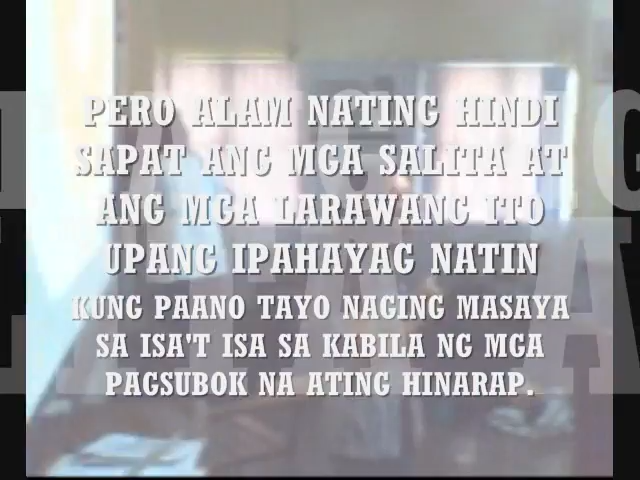 PERO ALAM NATING HINDI
SAPAT ANG MGA SALITA AT
ANG MGA LARAWANG ITO
UPANG IPAHAYAG NATIN
KUNG PAANO TAYO NAGING MASAYA
SA ISA'T ISA SA KABILA NG MGA
PAGSUBOK NA ATING HINARAP.